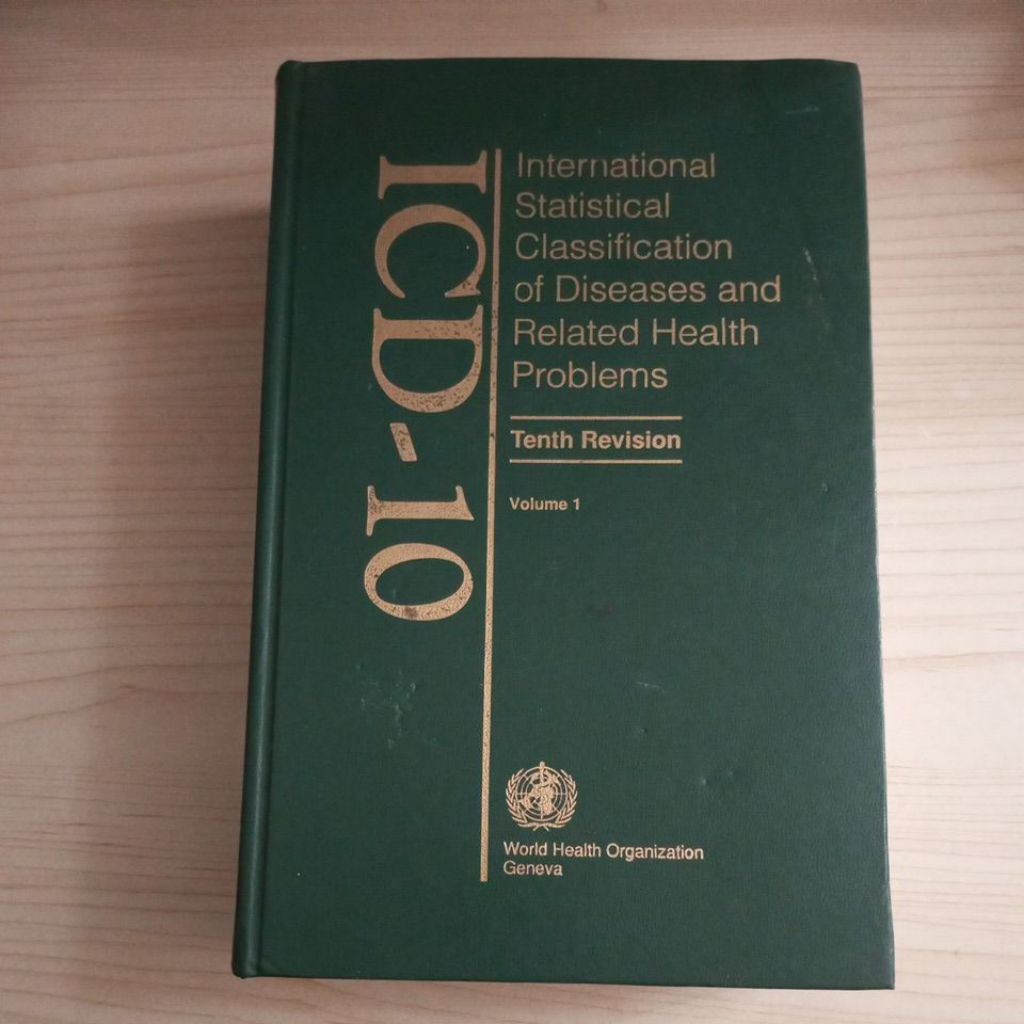 ICD-10
International
Statistical
Classification
of Diseases and
Related Health
Problems
Tenth Revision
Volume 1
World Health Organization
Geneva